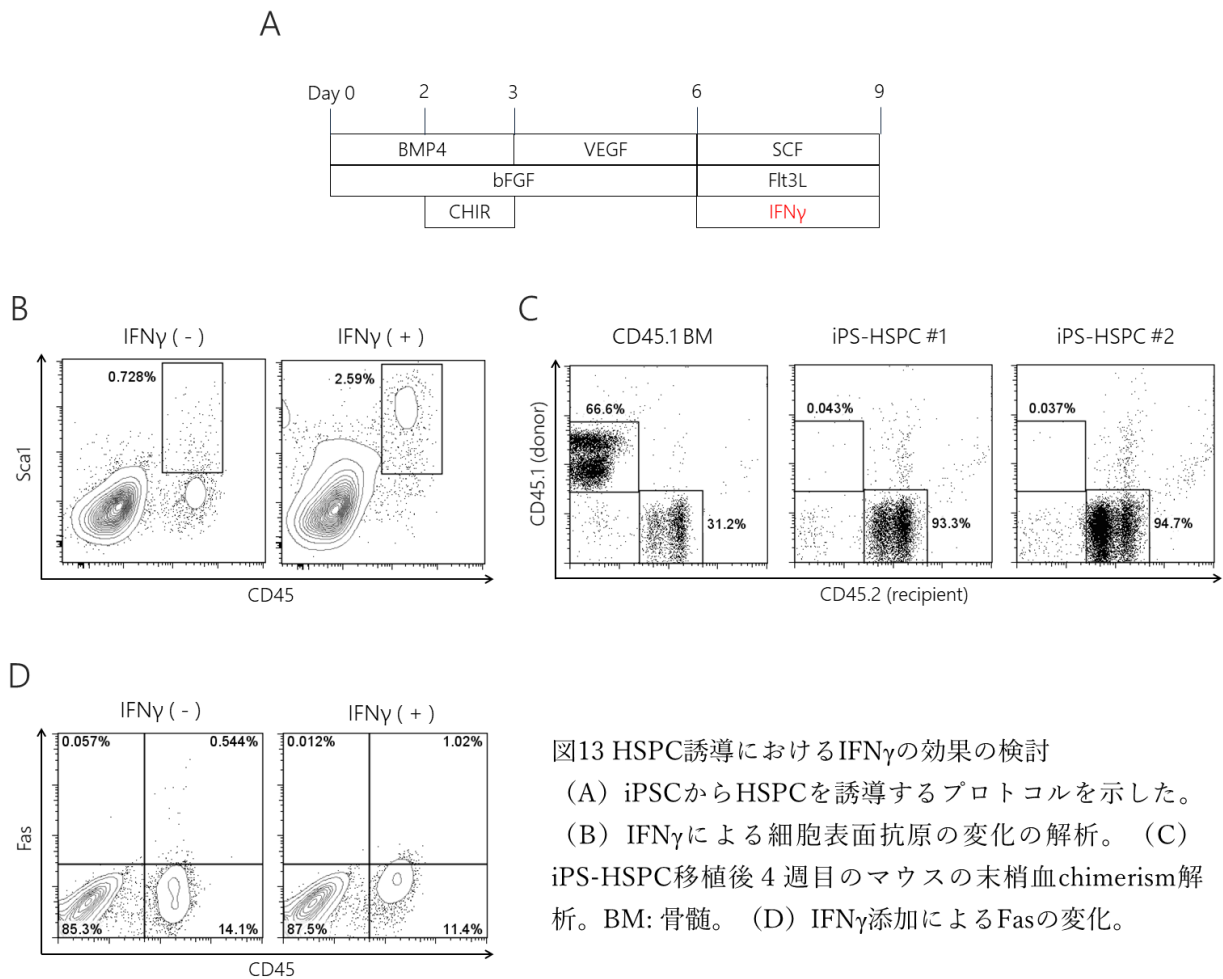 A
Day 0 2 3 6 9
BMP4 VEGF SCF
bFGF Flt3L
CHIR IFNγ
B
IFNγ ( - ) IFNγ ( + )
0.728% 2.59%
Sca1
CD45
C
CD45.1 BM iPS-HSPC #1 iPS-HSPC #2
66.6% 0.043% 0.037%
31.2% 93.3% 94.7%
CD45.1 (donor)
CD45.2 (recipient)
D
IFNγ ( - ) IFNγ ( + )
0.057% 0.544% 0.012% 1.02%
Fas
85.3% 14.1% 87.5% 11.4%
CD45
図13 HSPC誘導におけるIFNγの効果の検討
（A）iPSCからHSPCを誘導するプロトコルを示した。
（B）IFNγによる細胞表面抗原の変化の解析。（C）
iPS-HSPC移植後４週目のマウスの末梢血chimerism解
析。BM: 骨髄。（D）IFNγ添加によるFasの変化。